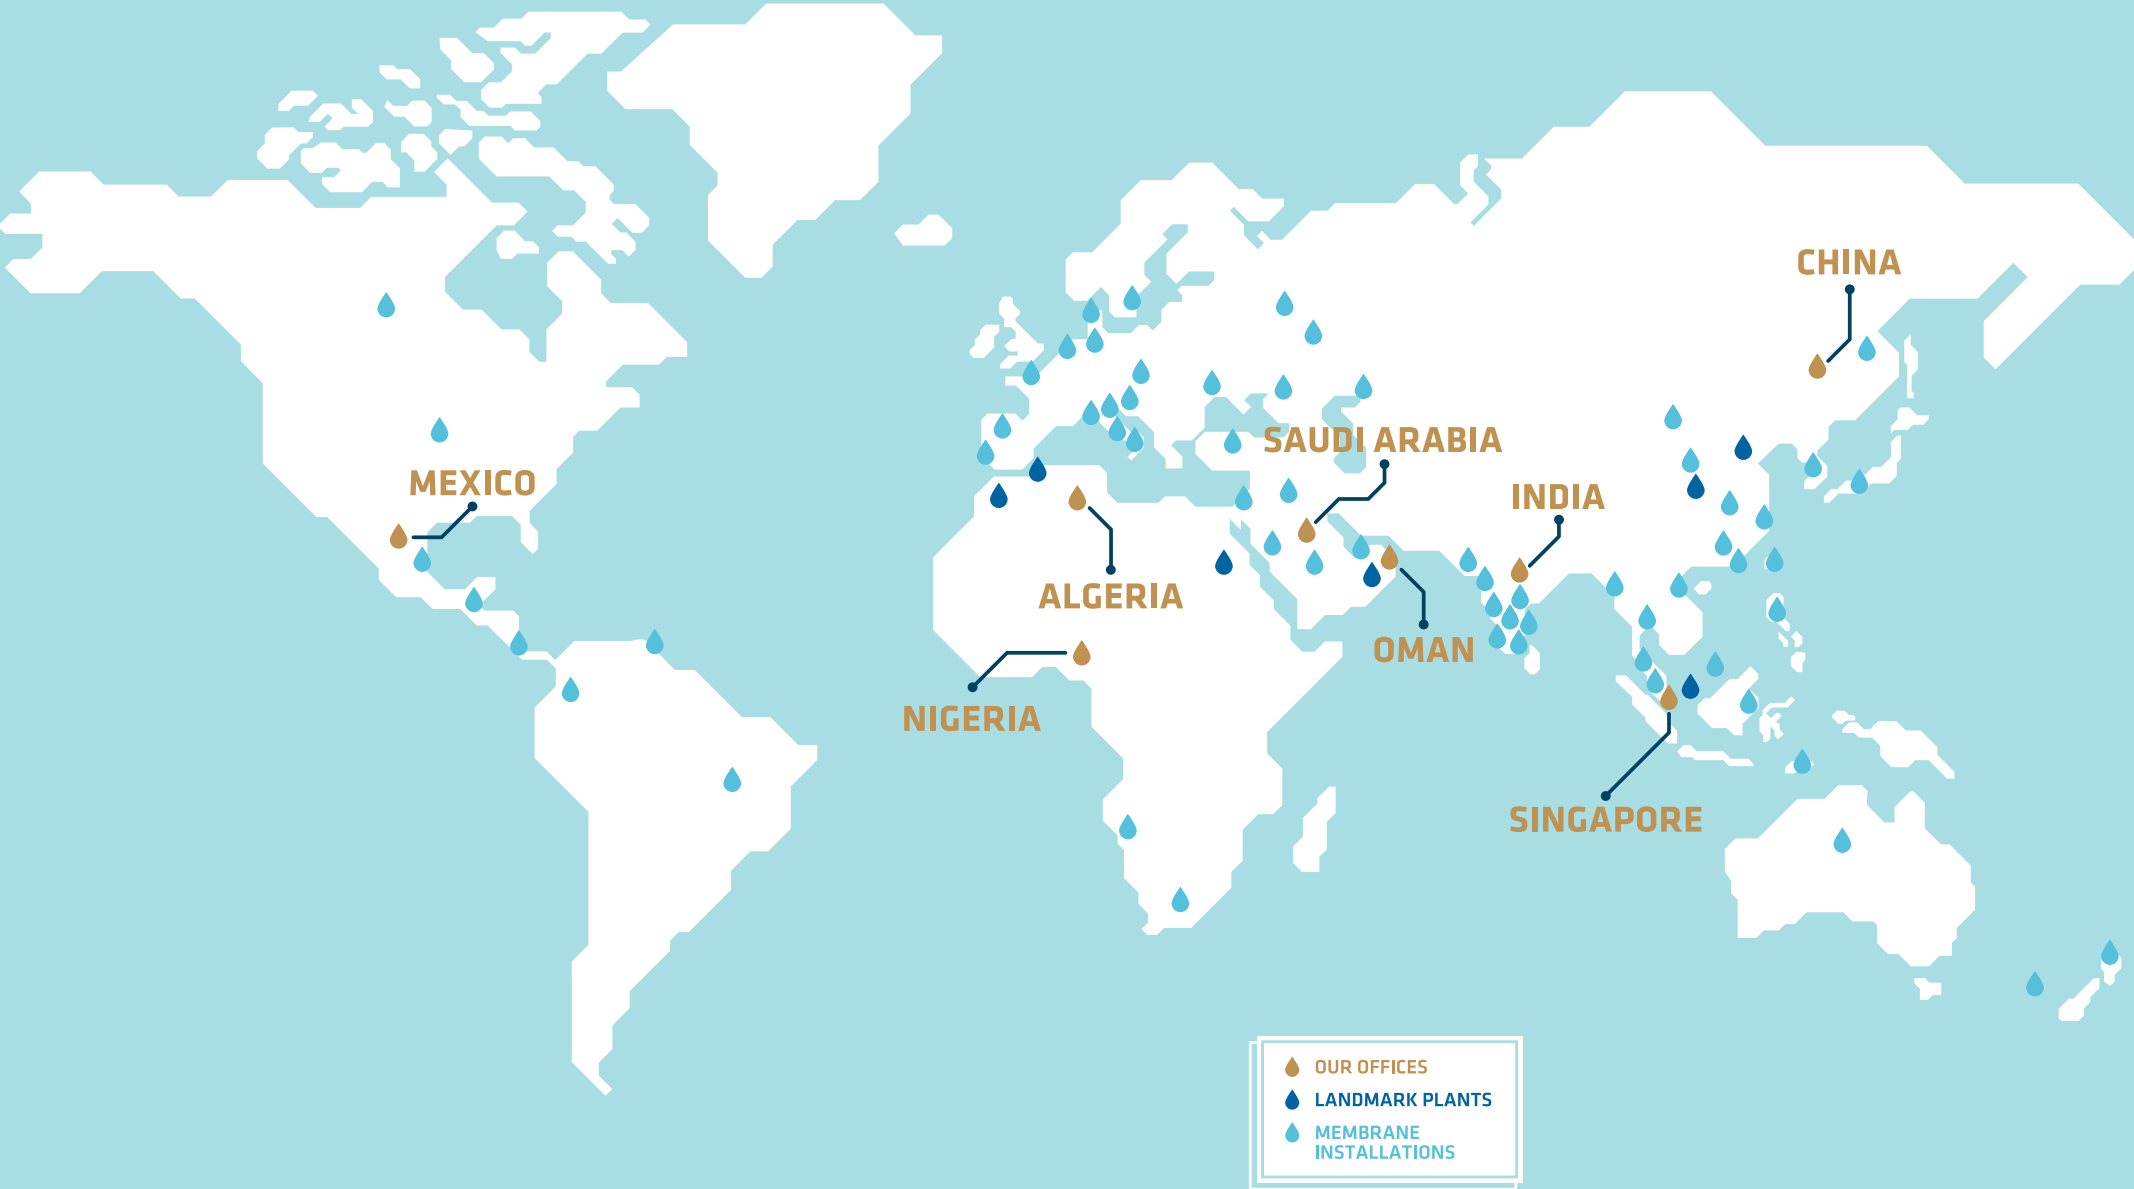 CHINA
SAUDI ARABIA
MEXICO
INDIA
ALGERIA
OMAN
NIGERIA
SINGAPORE
OUR OFFICES
LANDMARK PLANTS
MEMBRANE
INSTALLATIONS